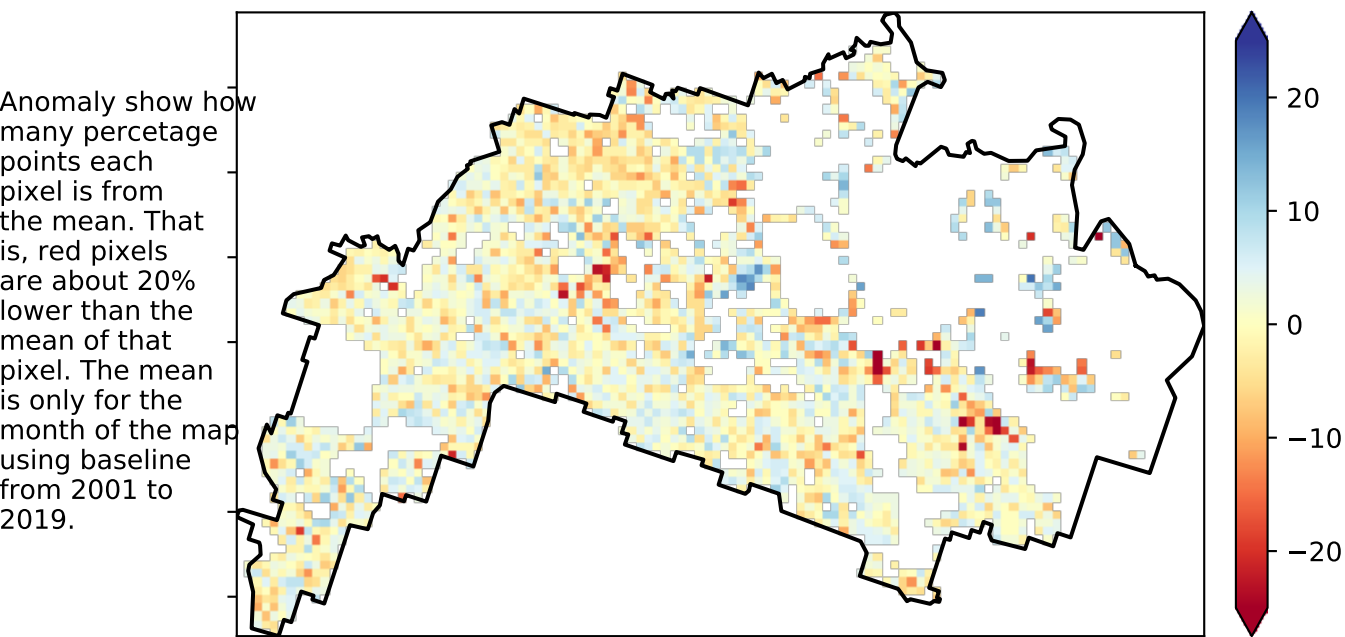 Anomaly show how
many percetage
points each
pixel is from
the mean. That
is, red pixels
are about 20%
lower than the
mean of that
pixel. The mean
is only for the
month of the map
using baseline
from 2001 to
2019.
20
10
0
−10
−20